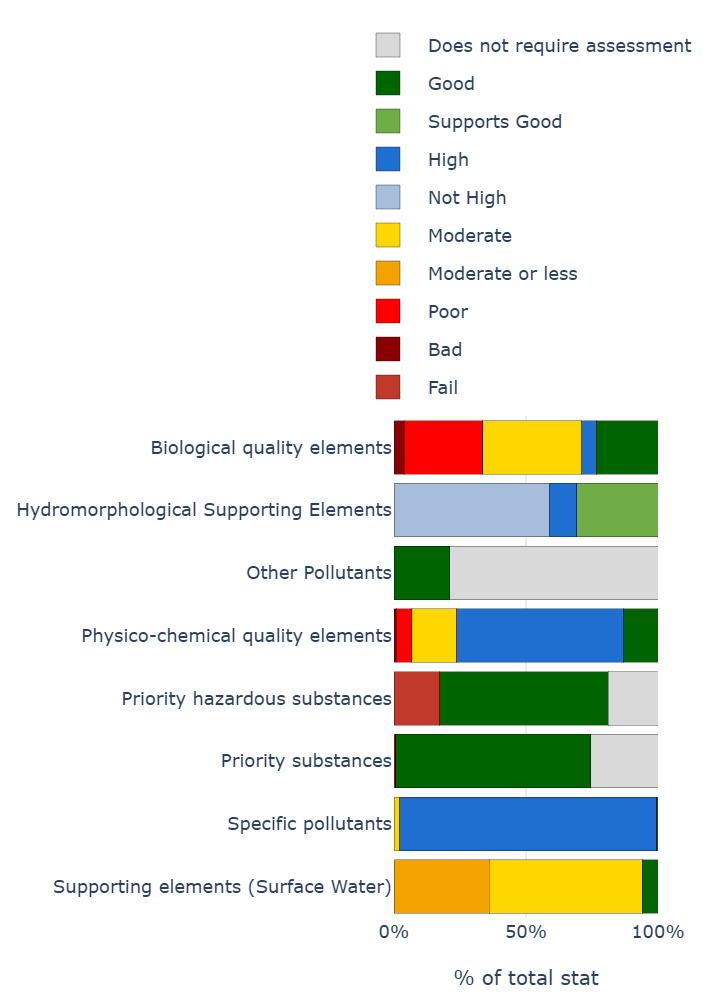 Does not require assessment
Good
Supports Good
High
Not High
Moderate
Moderate or less
Poor
Bad
Fail
Biological quality elements
Hydromorphological Supporting Elements
Other Pollutants
Physico-chemical quality elements
Priority hazardous substances
Priority substances
Specific pollutants
Supporting elements (Surface Water)
0% 50% 100%
% of total stat